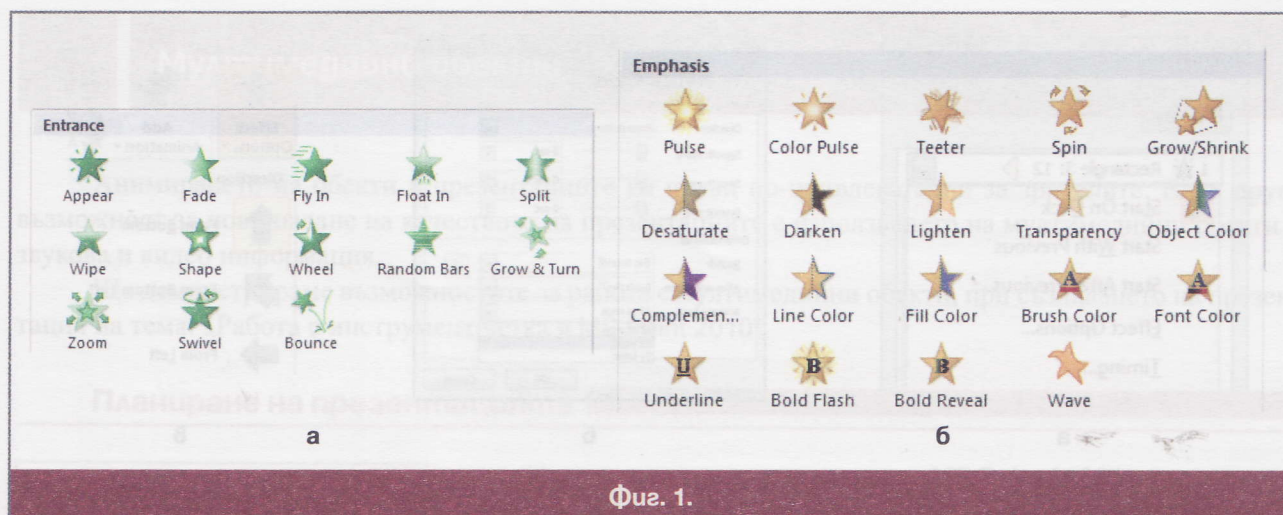 Entrance
Appear Fade Fly In Float In Split
Wipe Shape Wheel Random Bars Grow & Turn
Zoom Swivel Bounce
а
Emphasis
Pulse Color Pulse Teeter Spin Grow/Shrink
Desaturate Darken Lighten Transparency Object Color
Complemen... Line Color Fill Color Brush Color Font Color
Underline Bold Flash Bold Reveal Wave
б
Фиг. 1.